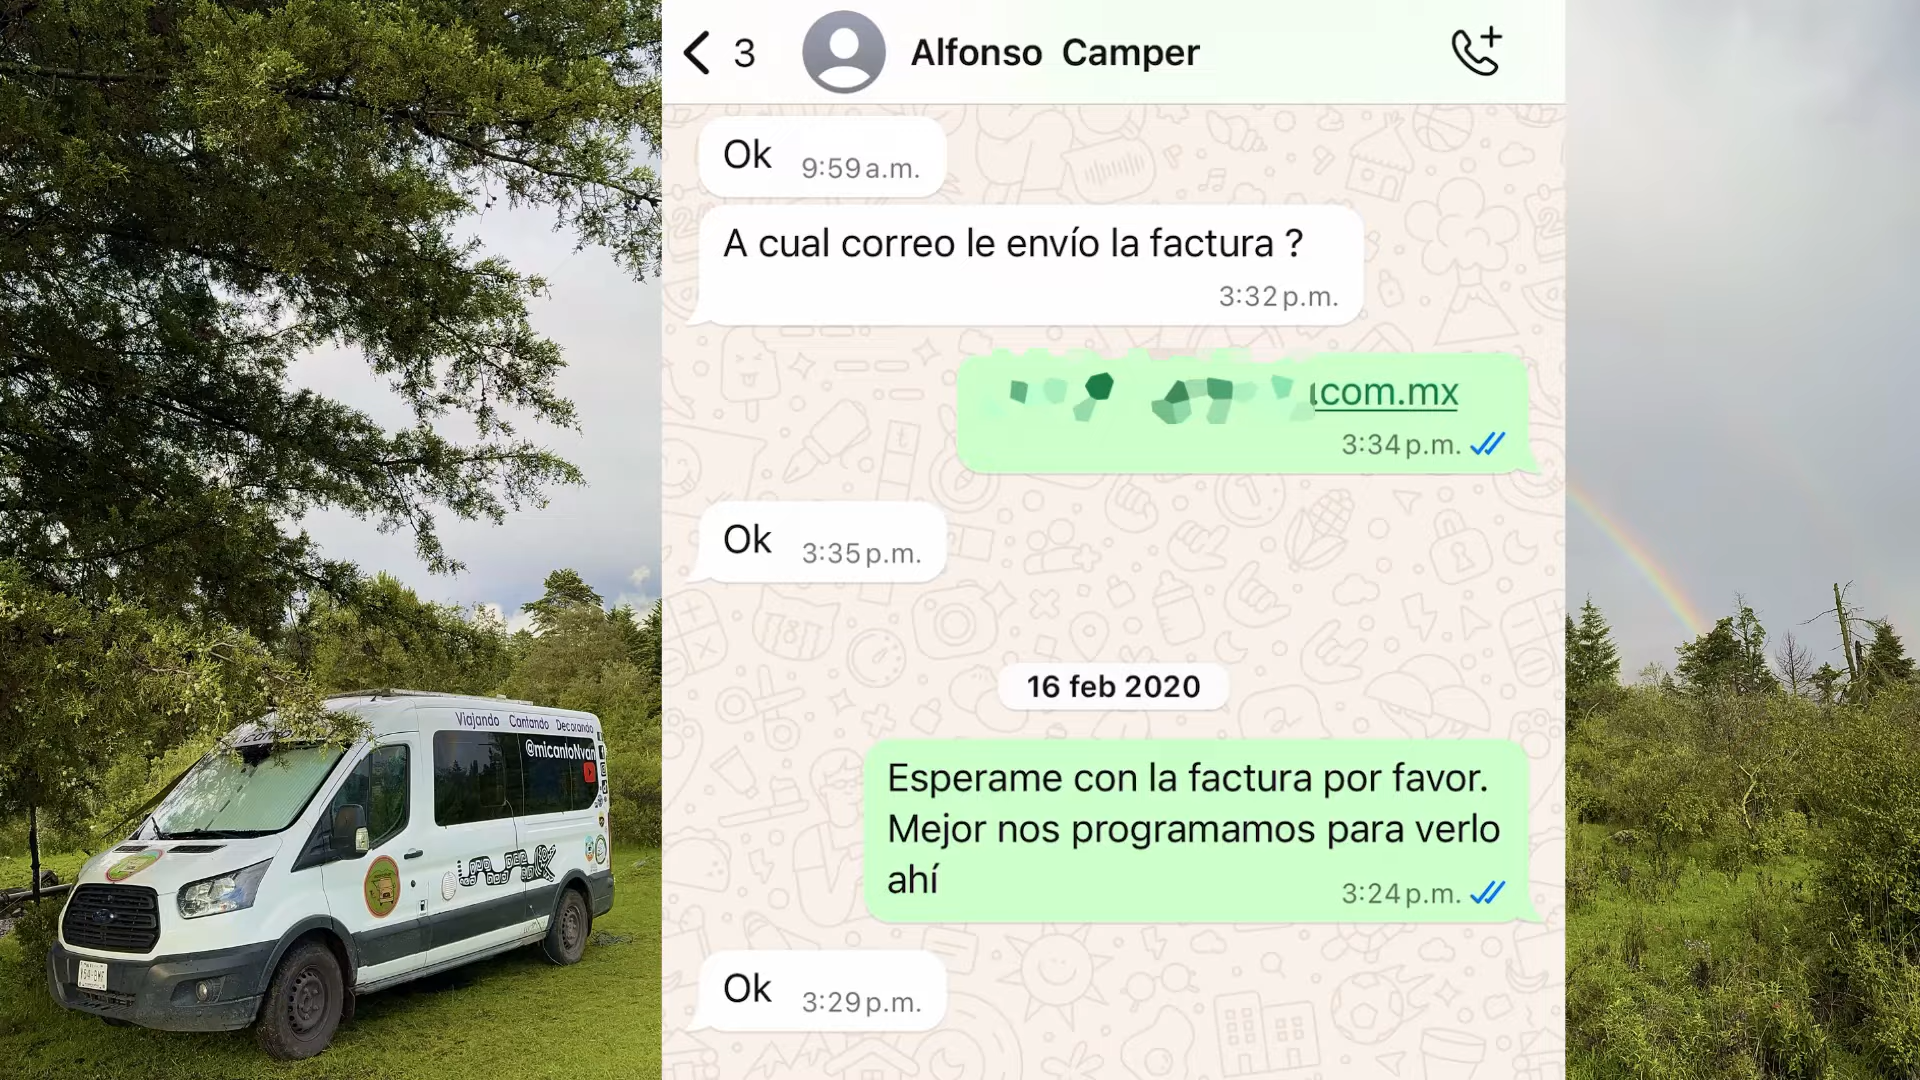 3
Alfonso Camper
Ok
9:59 a.m.
A cual correo le envío la factura ?
3:32 p.m.
.com.mx
3:34 p.m.
Ok
3:35 p.m.
16 feb 2020
Esperame con la factura por favor.
Mejor nos programamos para verlo
ahí
3:24 p.m.
Ok
3:29 p.m.
Viajando Cantando Decorando
@micantoNvan